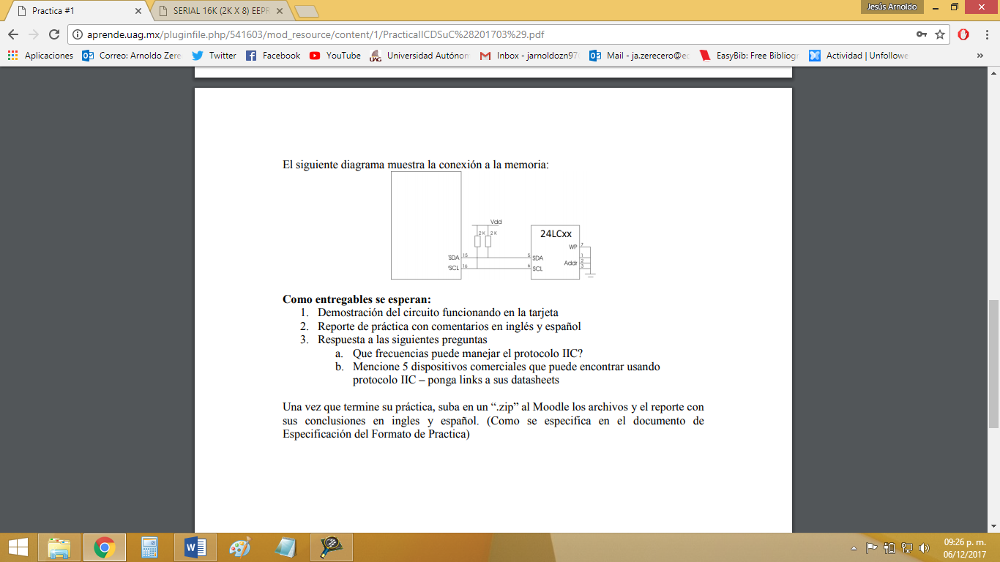 Practica #1
SERIAL 16K (2K X 8) EEPR
Jesús Arnoldo
aprende.uag.mx/pluginfile.php/541603/mod_resource/content/1/PracticaIICDSuC%28201703%29.pdf
Aplicaciones
Correo: Arnoldo Zere
Twitter
Facebook
YouTube
UAG
Universidad Autónom
Inbox - jarnoldozn97
Mail - ja.zerecero@e
EasyBib: Free Bibliog
Actividad | Unfollowe
»
El siguiente diagrama muestra la conexión a la memoria:
Vdd
2 K 2 K
24LCxx
WP 7
SDA 15 5 SDA
Addr 1 2 3
SCL 16 6 SCL
Como entregables se esperan:
1. Demostración del circuito funcionando en la tarjeta
2. Reporte de práctica con comentarios en inglés y español
3. Respuesta a las siguientes preguntas
a. Que frecuencias puede manejar el protocolo IIC?
b. Mencione 5 dispositivos comerciales que puede encontrar usando
protocolo IIC – ponga links a sus datasheets
Una vez que termine su práctica, suba en un “.zip” al Moodle los archivos y el reporte con
sus conclusiones en ingles y español. (Como se especifica en el documento de
Especificación del Formato de Practica)
09:26 p. m.
06/12/2017